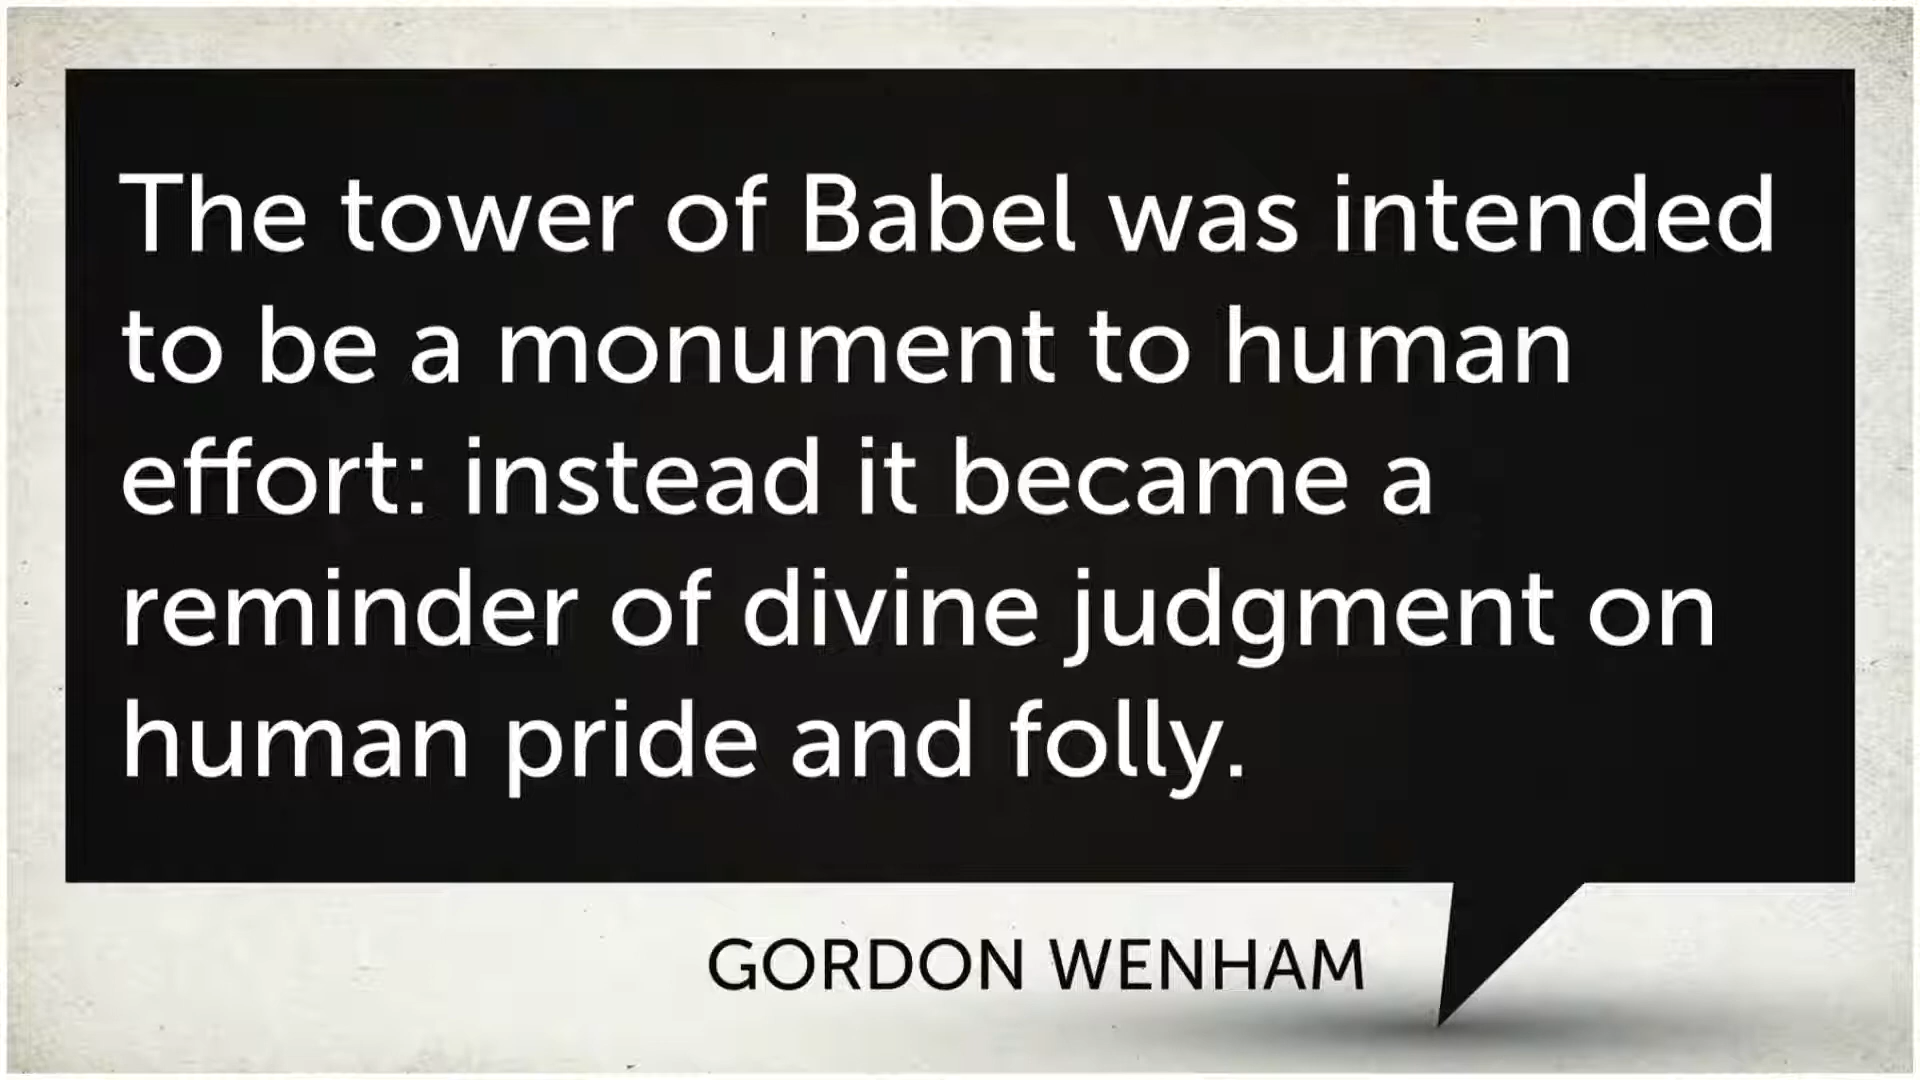 The tower of Babel was intended
to be a monument to human
effort: instead it became a
reminder of divine judgment on
human pride and folly.
GORDON WENHAM